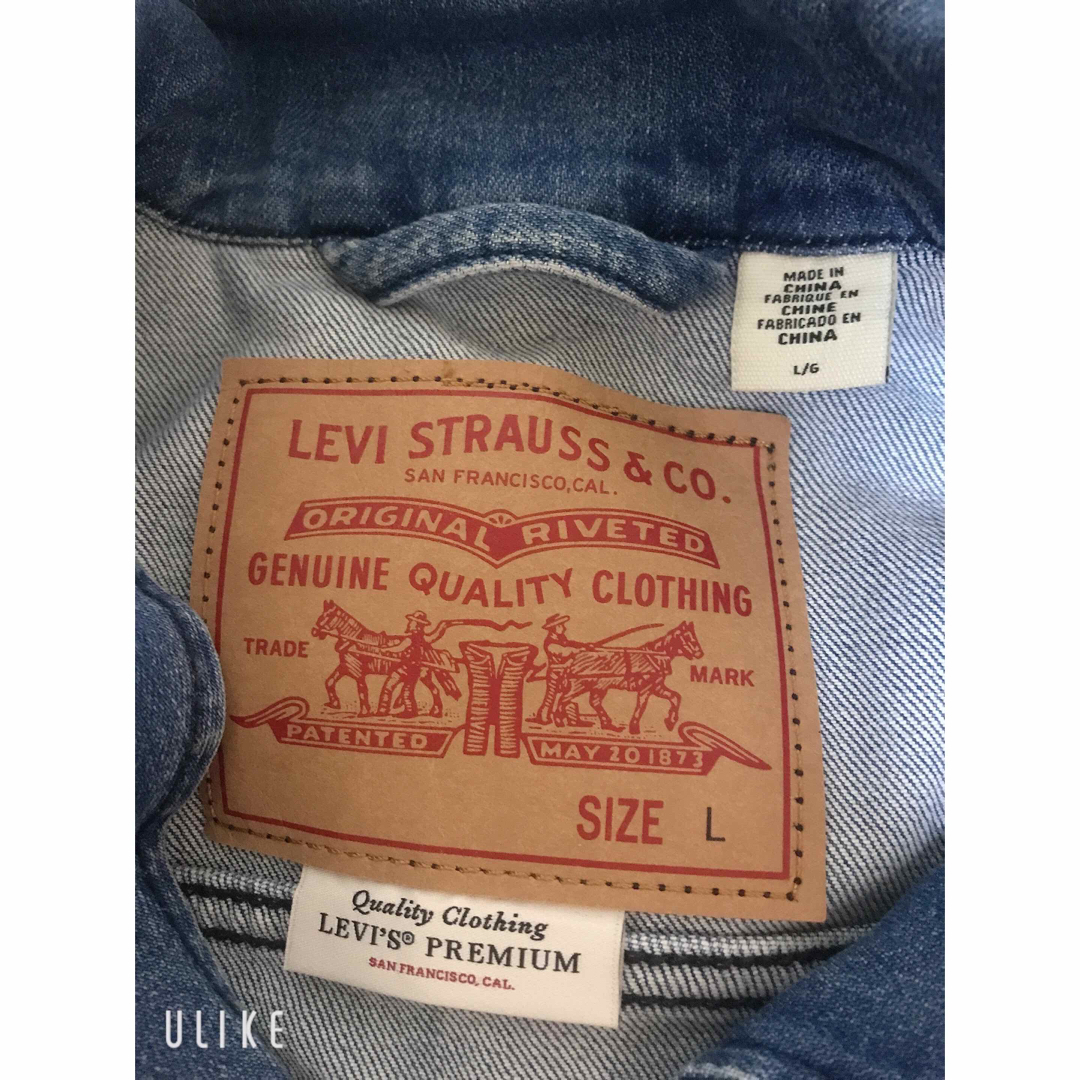 MADE IN
CHINA
FABRIQUE EN
CHINE
FABRICADO EN
CHINA
L/G
LEVI STRAUSS & CO.
SAN FRANCISCO, CAL.
ORIGINAL RIVETED
GENUINE QUALITY CLOTHING
TRADE MARK
PATENTED MAY 20 1873
SIZE L
Quality Clothing
LEVI'S® PREMIUM
SAN FRANCISCO, CAL.
ULIKE